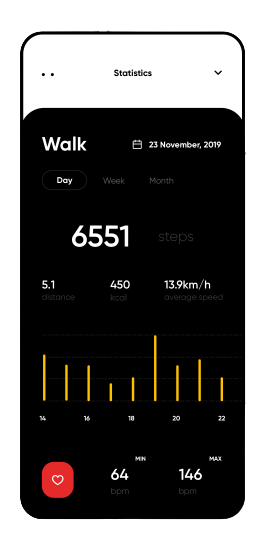 Statistics
Walk 23 November, 2019
Day Week Month
6551 steps
5.1 450 13.9km/h
distance kcal average speed
14 16 18 20 22
MIN MAX
64 146
bpm bpm